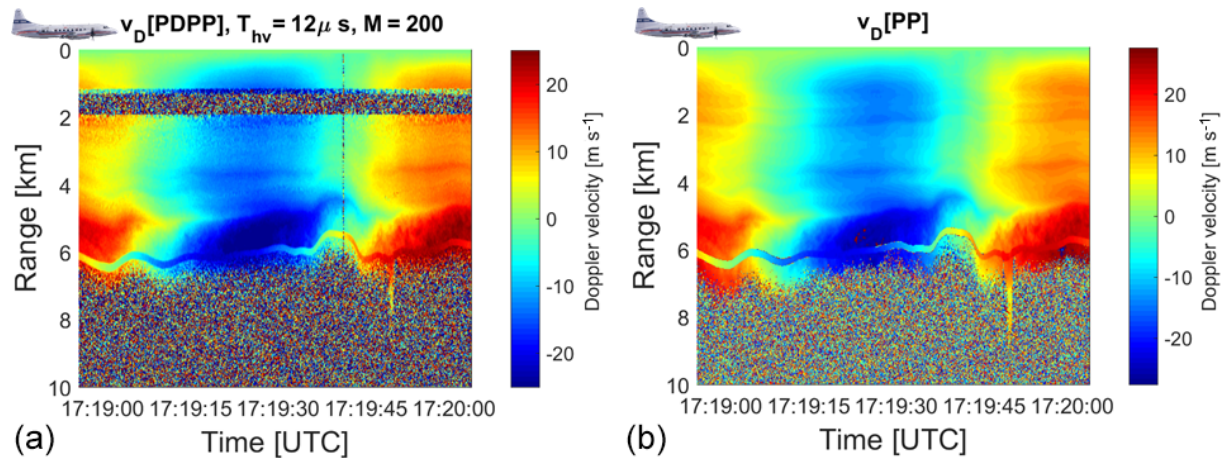 v_D[PDPP], T_hv = 12μ s, M = 200
0
2
4
6
8
10
Range [km]
17:19:00 17:19:15 17:19:30 17:19:45 17:20:00
Time [UTC]
20
10
0
-10
-20
Doppler velocity [m s⁻¹]
(a)
v_D[PP]
0
2
4
6
8
10
Range [km]
17:19:00 17:19:15 17:19:30 17:19:45 17:20:00
Time [UTC]
20
10
0
-10
-20
Doppler velocity [m s⁻¹]
(b)